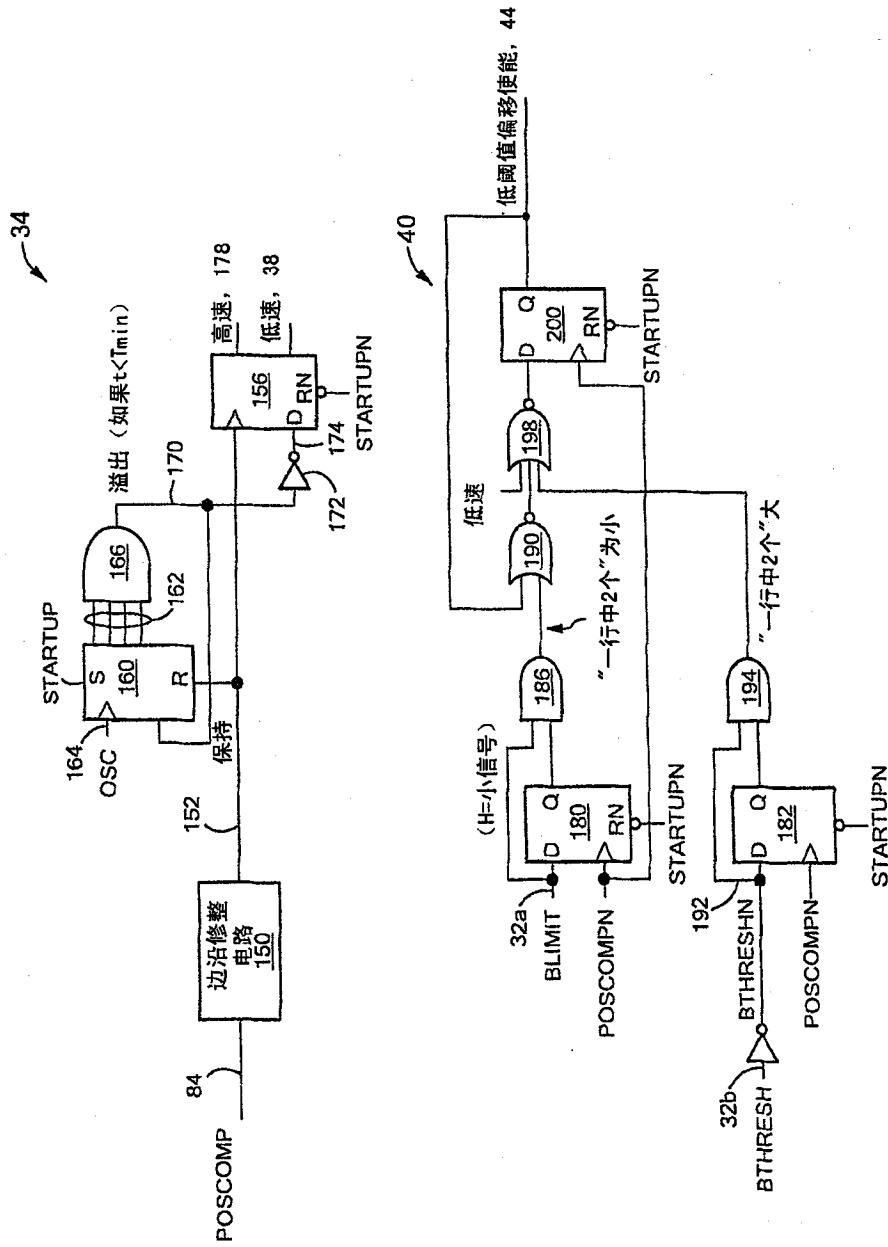 34
POSCOMP
84
边沿修整
电路
150
152
STARTUP
164
OSC
S
160
R
保持
162
166
溢出（如果t<Tmin）
170
172
174
D
156
RN
STARTUPN
高速，178
低速，38
40
32a
BLIMIT
POSCOMPN
（H=小信号）
D
Q
180
RN
STARTUPN
186
“一行中2个”为小
190
低速
198
D
Q
200
RN
STARTUPN
低阈值偏移使能，44
BTHRESH
32b
BTHRESHN
192
POSCOMPN
D
Q
182
STARTUPN
194
“一行中2个”大